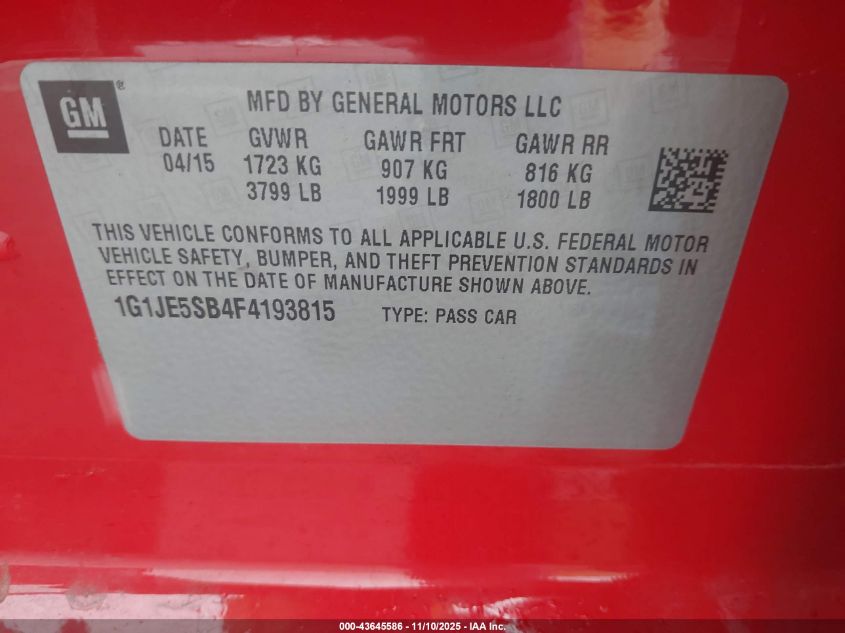 GM®
MFD BY GENERAL MOTORS LLC
DATE GVWR GAWR FRT GAWR RR
04/15 1723 KG 907 KG 816 KG
3799 LB 1999 LB 1800 LB
THIS VEHICLE CONFORMS TO ALL APPLICABLE U.S. FEDERAL MOTOR
VEHICLE SAFETY, BUMPER, AND THEFT PREVENTION STANDARDS IN
EFFECT ON THE DATE OF MANUFACTURE SHOWN ABOVE.
1G1JE5SB4F4193815 TYPE: PASS CAR
000-43645586 - 11/10/2025 - IAA Inc.